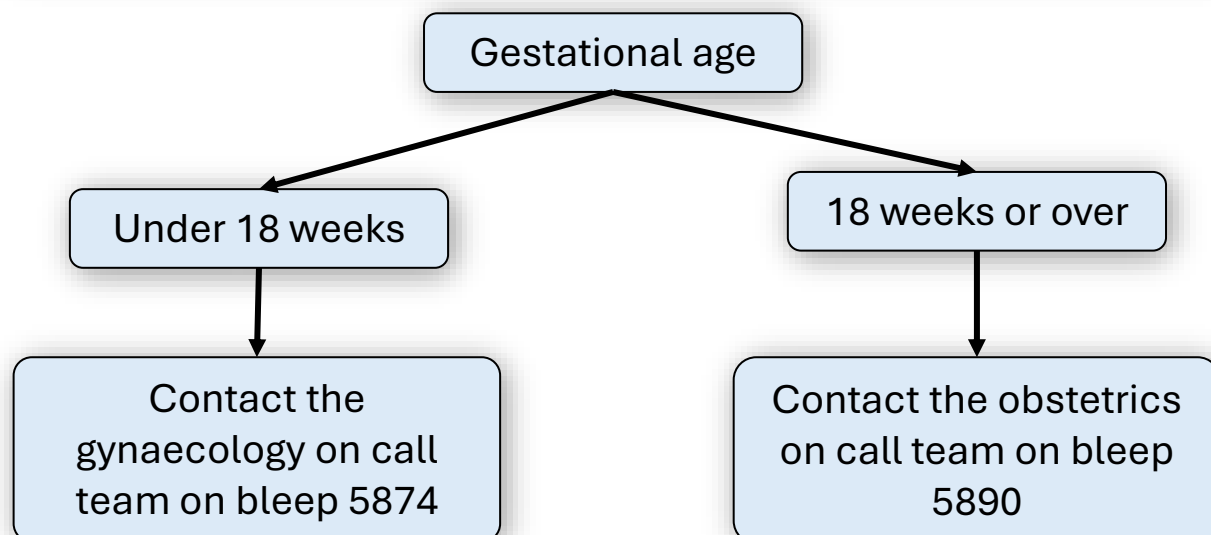 Gestational age
Under 18 weeks
18 weeks or over
Contact the
gynaecology on call
team on bleep 5874
Contact the obstetrics
on call team on bleep
5890